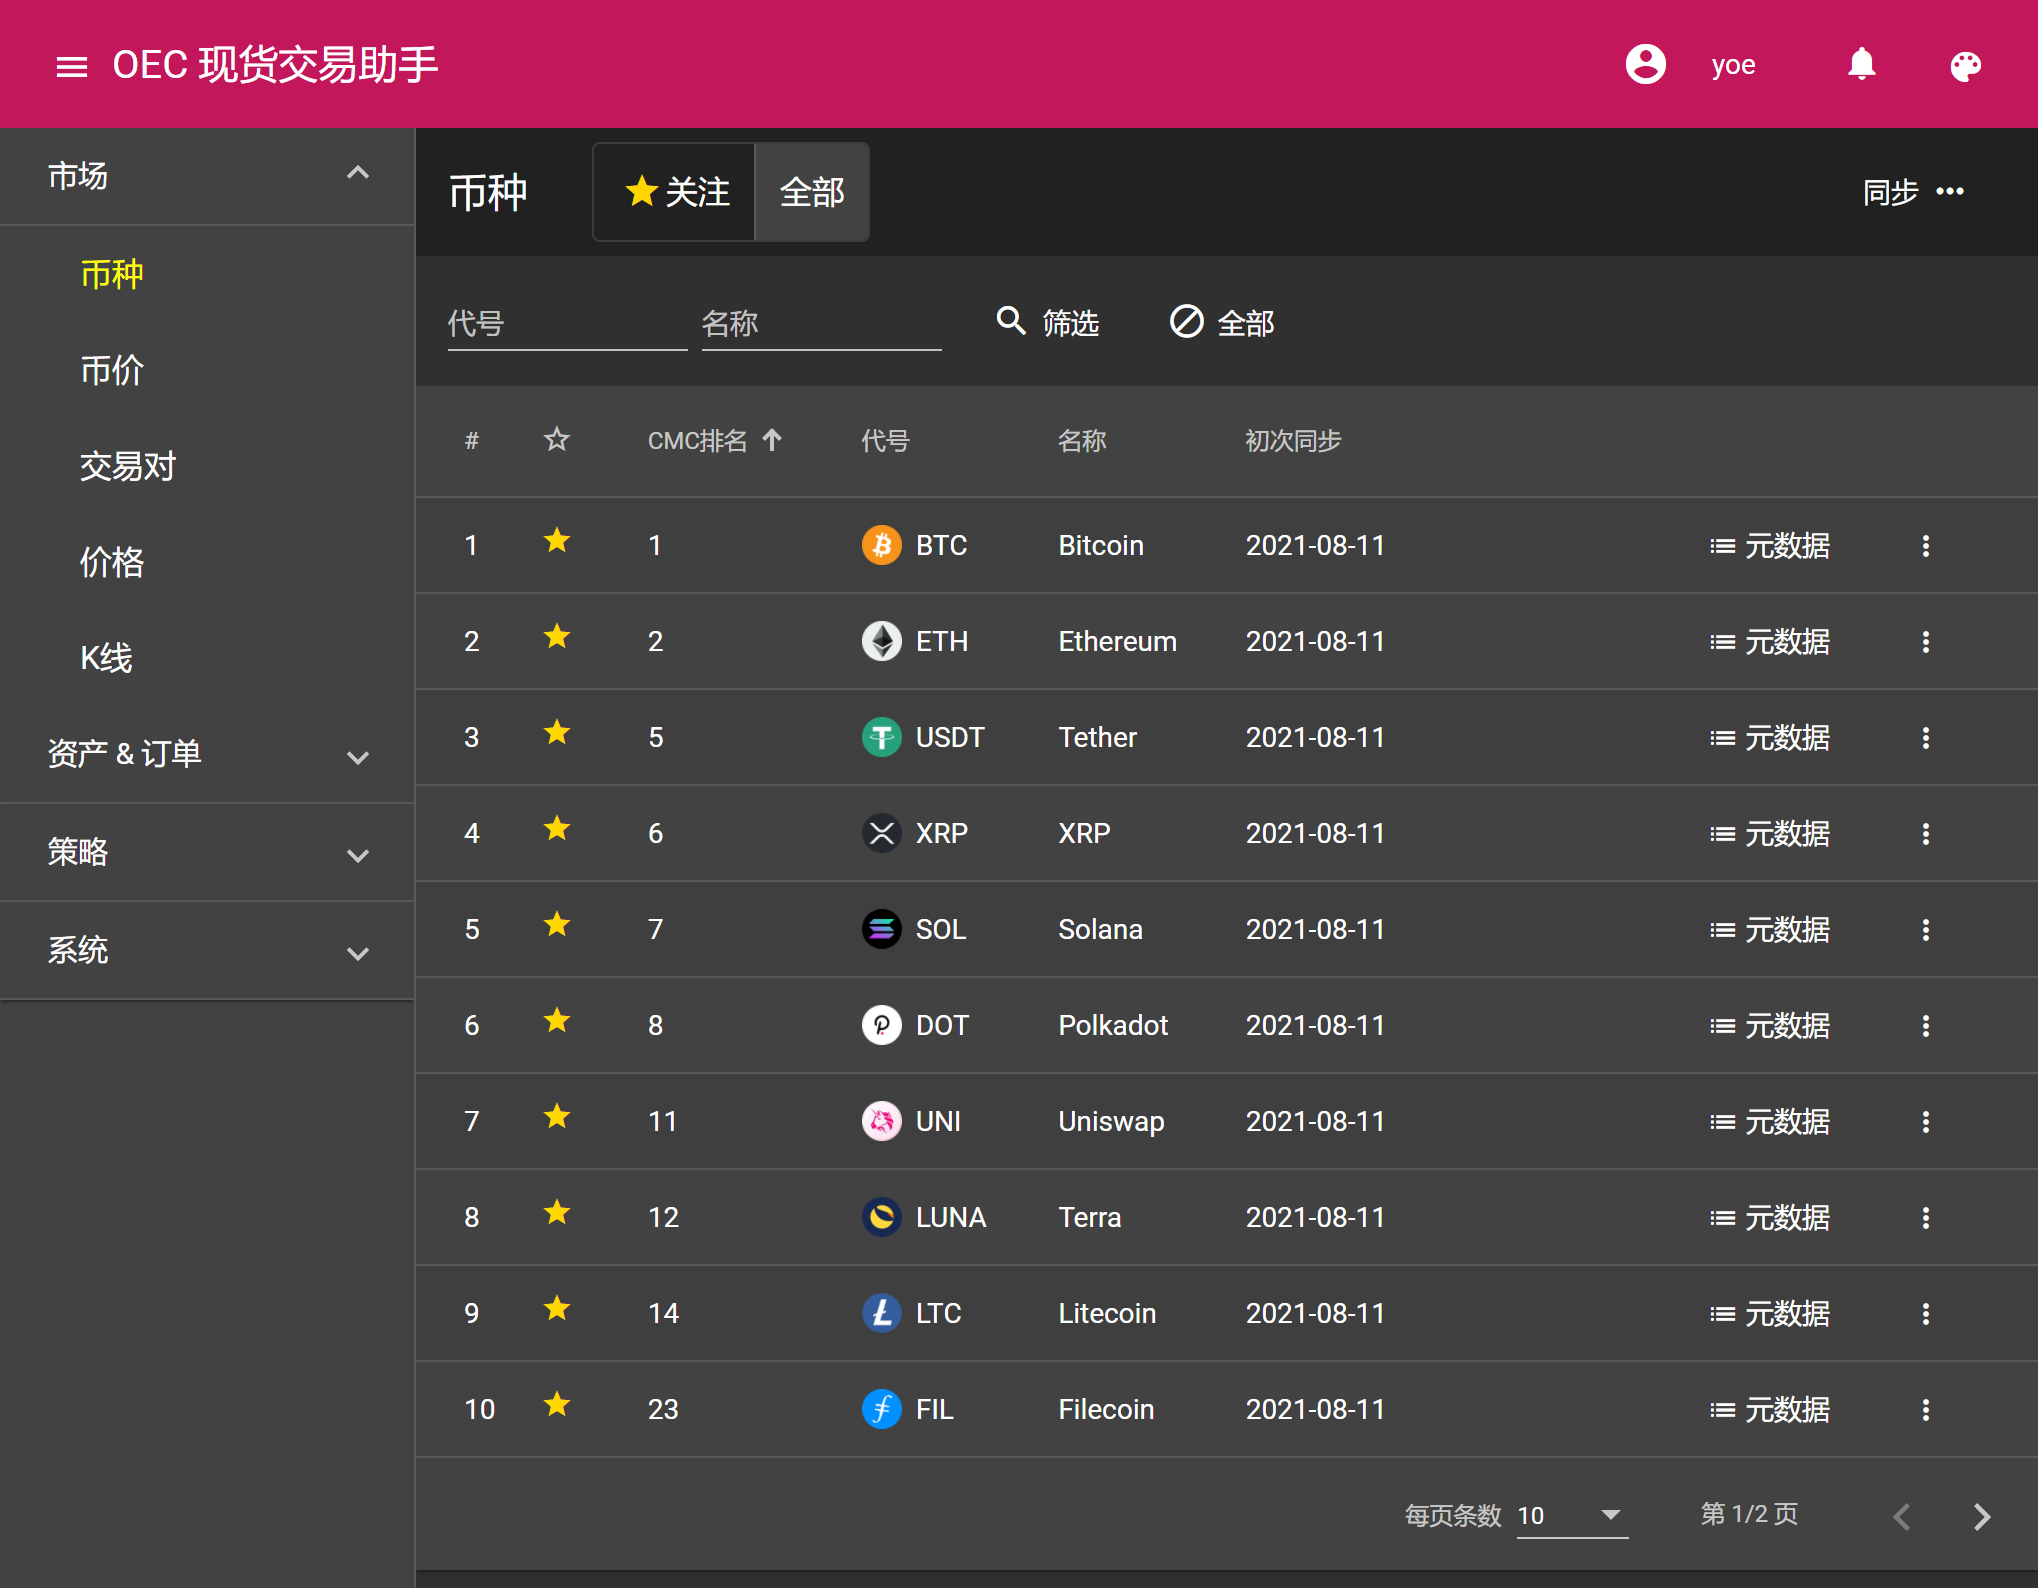 OEC 现货交易助手
yoe
市场
币种
币价
交易对
价格
K线
资产 & 订单
策略
系统
币种 关注 全部 同步
代号 名称 筛选 全部
# CMC排名 代号 名称 初次同步
1 1 BTC Bitcoin 2021-08-11 元数据
2 2 ETH Ethereum 2021-08-11 元数据
3 5 USDT Tether 2021-08-11 元数据
4 6 XRP XRP 2021-08-11 元数据
5 7 SOL Solana 2021-08-11 元数据
6 8 DOT Polkadot 2021-08-11 元数据
7 11 UNI Uniswap 2021-08-11 元数据
8 12 LUNA Terra 2021-08-11 元数据
9 14 LTC Litecoin 2021-08-11 元数据
10 23 FIL Filecoin 2021-08-11 元数据
每页条数 10 第 1/2 页